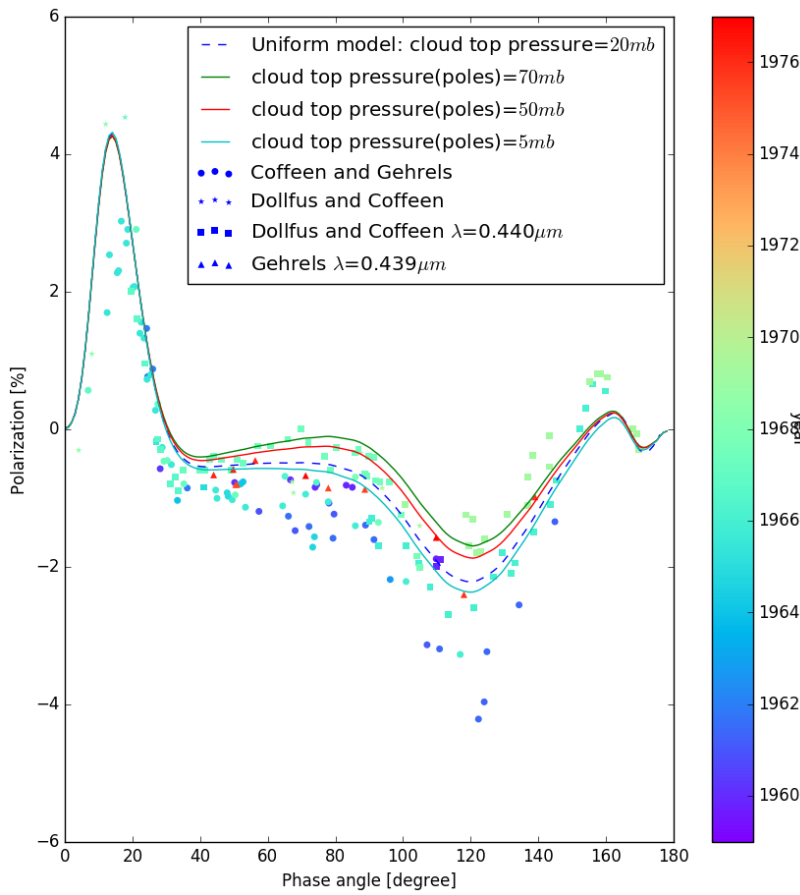 6
4
2
0
−2
−4
−6
0 20 40 60 80 100 120 140 160 180
Polarization [%]
Phase angle [degree]
Uniform model: cloud top pressure=20mb
cloud top pressure(poles)=70mb
cloud top pressure(poles)=50mb
cloud top pressure(poles)=5mb
Coffeen and Gehrels
Dollfus and Coffeen
Dollfus and Coffeen λ=0.440μm
Gehrels λ=0.439μm
1976
1974
1972
1970
1968
1966
1964
1962
1960
year